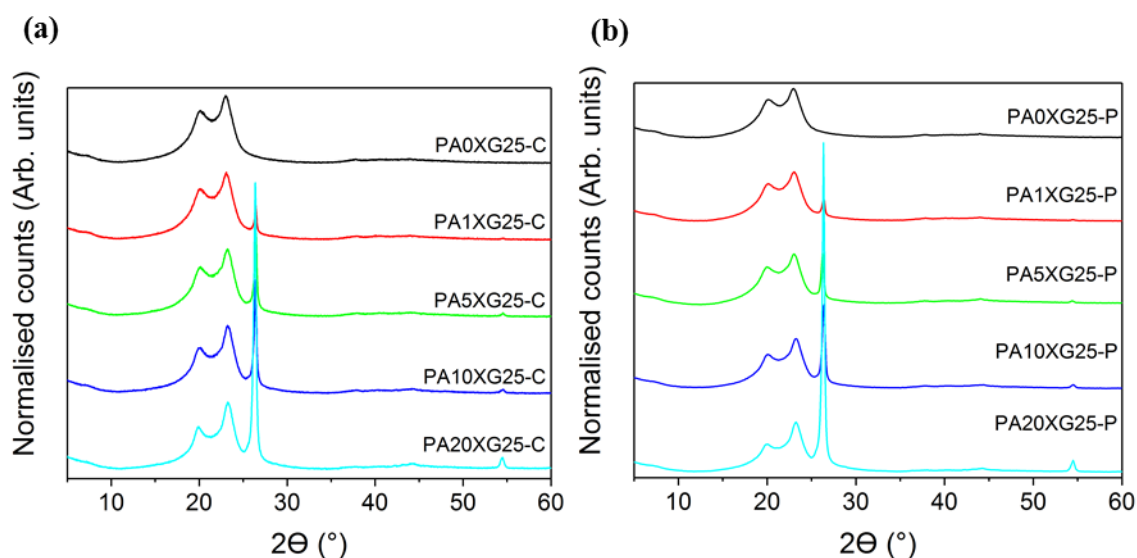 (a)
Normalised counts (Arb. units)
PA0XG25-C
PA1XG25-C
PA5XG25-C
PA10XG25-C
PA20XG25-C
10 20 30 40 50 60
2Θ (°)
(b)
Normalised counts (Arb. units)
PA0XG25-P
PA1XG25-P
PA5XG25-P
PA10XG25-P
PA20XG25-P
10 20 30 40 50 60
2Θ (°)